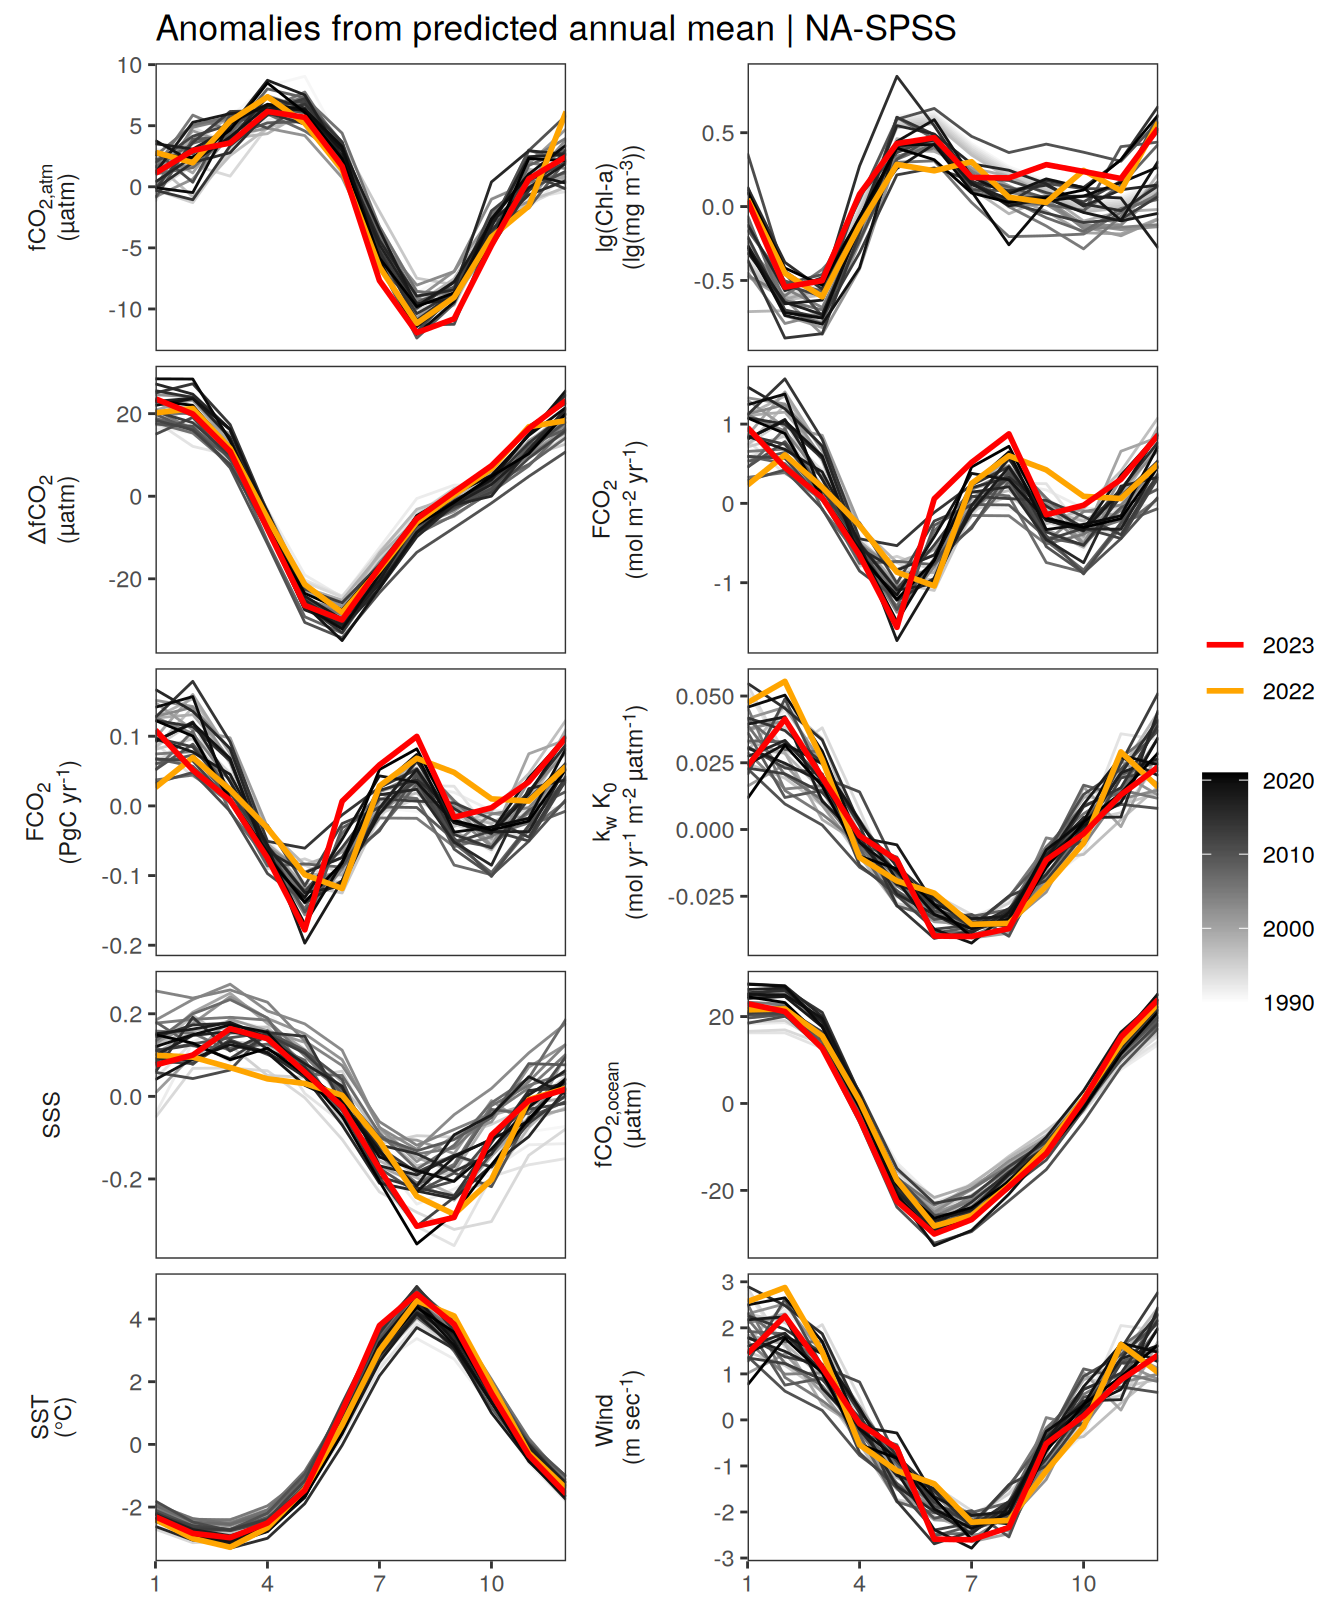 Anomalies from predicted annual mean | NA-SPSS
fCO2,atm
(µatm)
10
5
0
-5
-10
lg(Chl-a)
(lg(mg m-3))
0.5
0.0
-0.5
ΔfCO2
(µatm)
20
0
-20
FCO2
(mol m-2 yr-1)
1
0
-1
FCO2
(PgC yr-1)
0.1
0.0
-0.1
-0.2
kw K0
(mol yr-1 m-2 µatm-1)
0.050
0.025
0.000
-0.025
SSS
0.2
0.0
-0.2
fCO2,ocean
(µatm)
20
0
-20
SST
(°C)
4
2
0
-2
Wind
(m sec-1)
3
2
1
0
-1
-2
-3
1 4 7 10
1 4 7 10
2023
2022
2020
2010
2000
1990